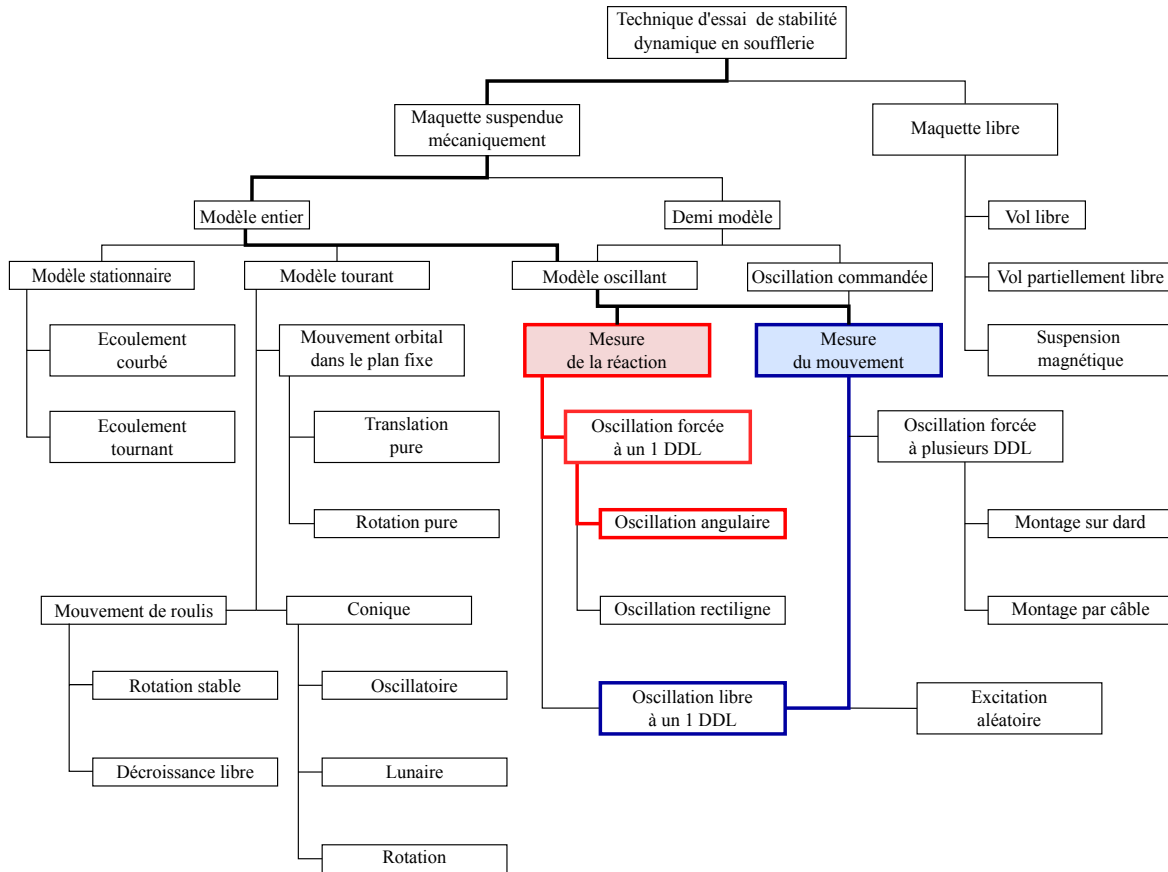 Technique d'essai de stabilité
dynamique en soufflerie
Maquette suspendue
mécaniquement
Maquette libre
Modèle entier
Demi modèle
Vol libre
Modèle stationnaire
Modèle tourant
Modèle oscillant
Oscillation commandée
Vol partiellement libre
Ecoulement
courbé
Mouvement orbital
dans le plan fixe
Mesure
de la réaction
Mesure
du mouvement
Suspension
magnétique
Ecoulement
tournant
Translation
pure
Oscillation forcée
à un 1 DDL
Oscillation forcée
à plusieurs DDL
Rotation pure
Oscillation angulaire
Montage sur dard
Mouvement de roulis
Conique
Oscillation rectiligne
Montage par câble
Rotation stable
Oscillatoire
Oscillation libre
à un 1 DDL
Excitation
aléatoire
Décroissance libre
Lunaire
Rotation